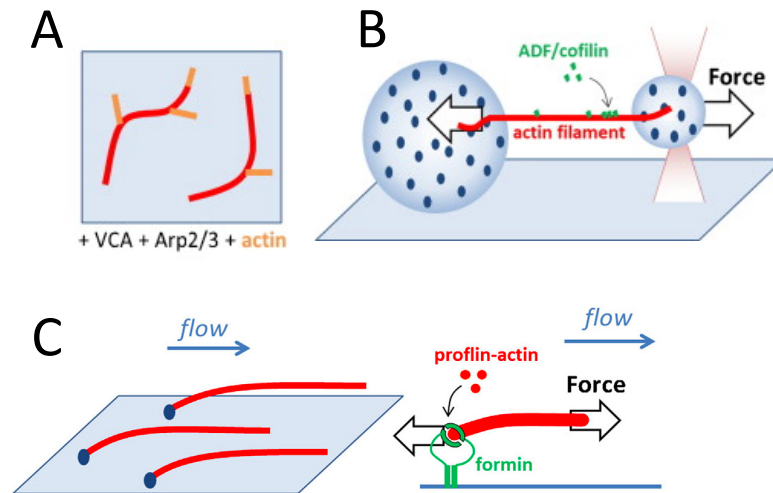 A
+ VCA + Arp2/3 + actin
B
ADF/cofilin
Force
actin filament
C
flow
flow
proflin-actin
Force
formin